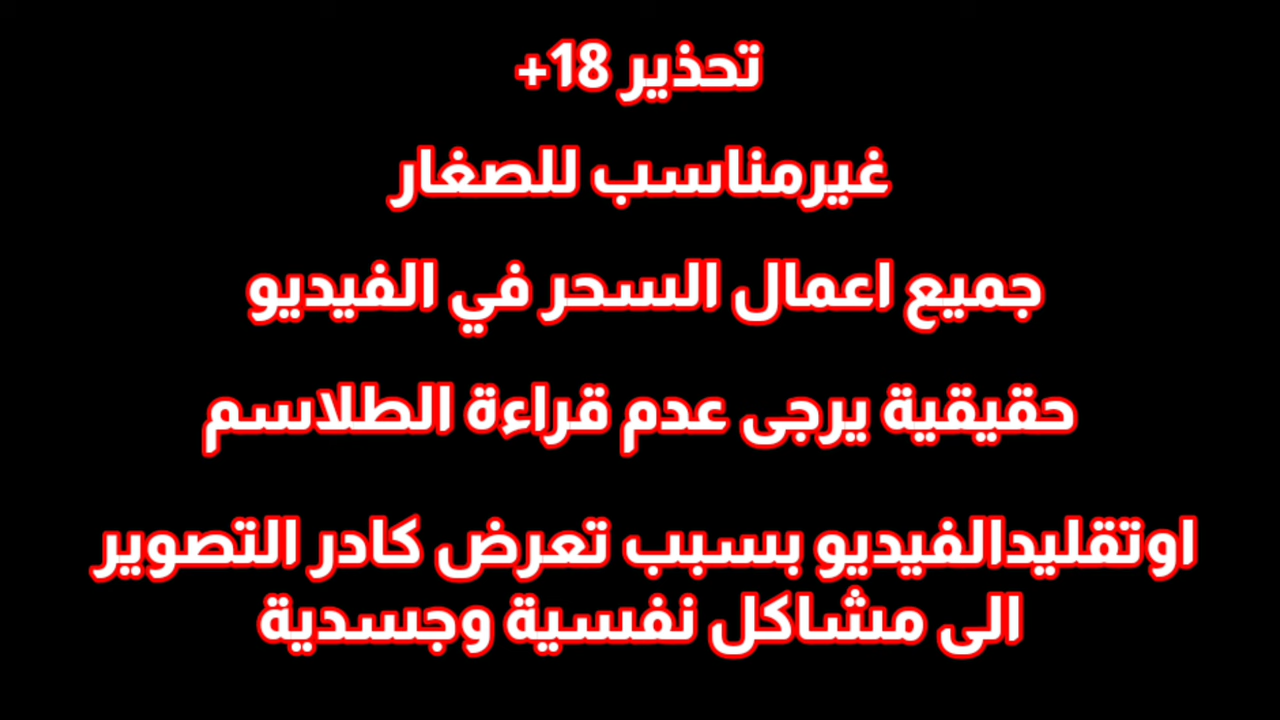 تحذير 18+
غيرمناسب للصغار
جميع اعمال السحر في الفيديو
حقيقية يرجى عدم قراءة الطلاسم
اوتقليدالفيديو بسبب تعرض كادر التصوير
الى مشاكل نفسية وجسدية